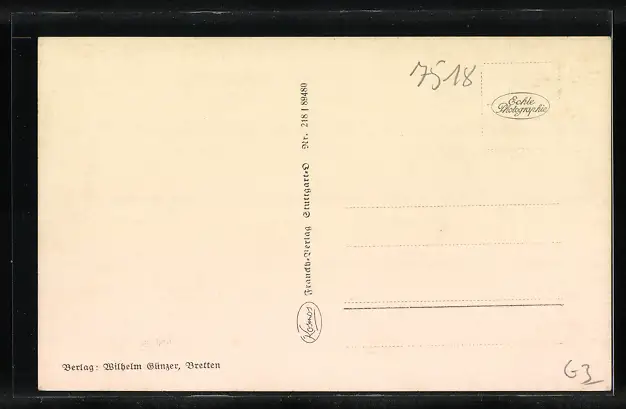 7518
Echte
Photographie
Kosmos Franckh-Verlag Stuttgart-O Nr. 218 | 89480
Verlag: Wilhelm Günzer, Bretten
G3